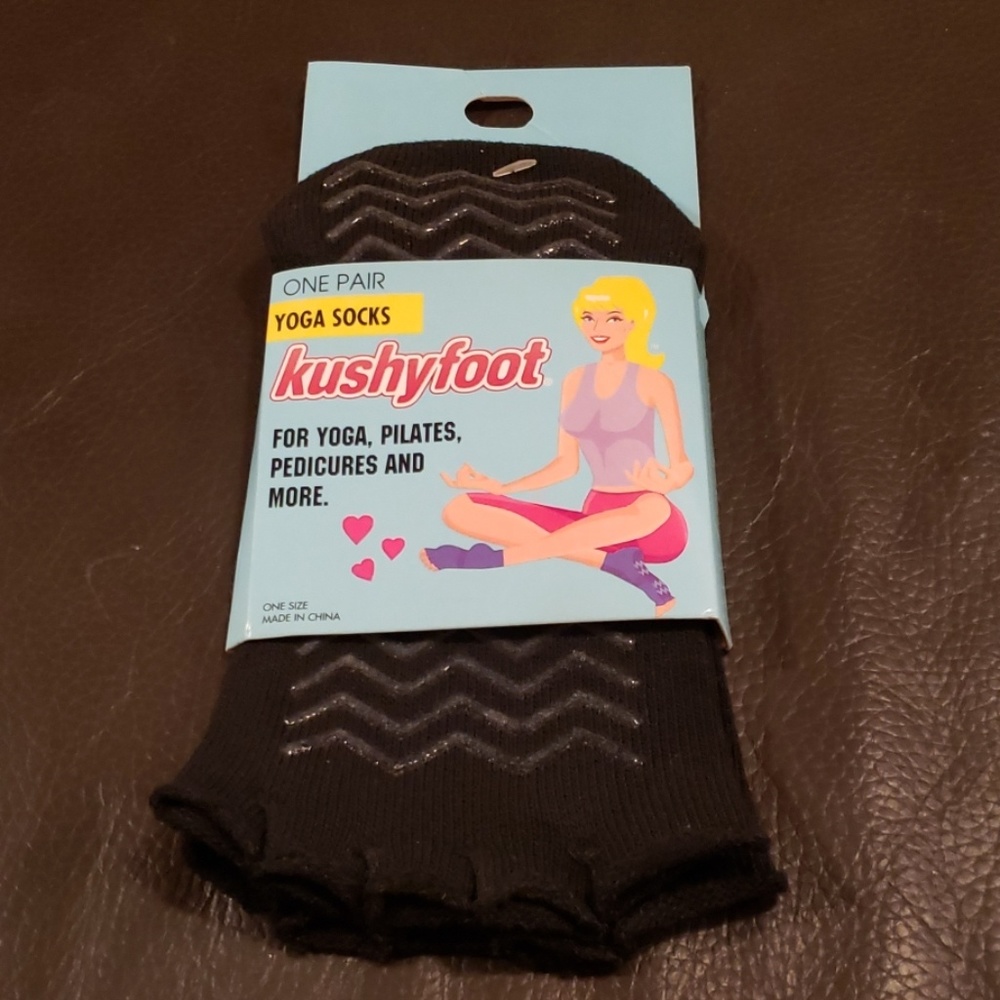 ONE PAIR
YOGA SOCKS
kushyfoot
FOR YOGA, PILATES,
PEDICURES AND
MORE.
ONE SIZE
MADE IN CHINA